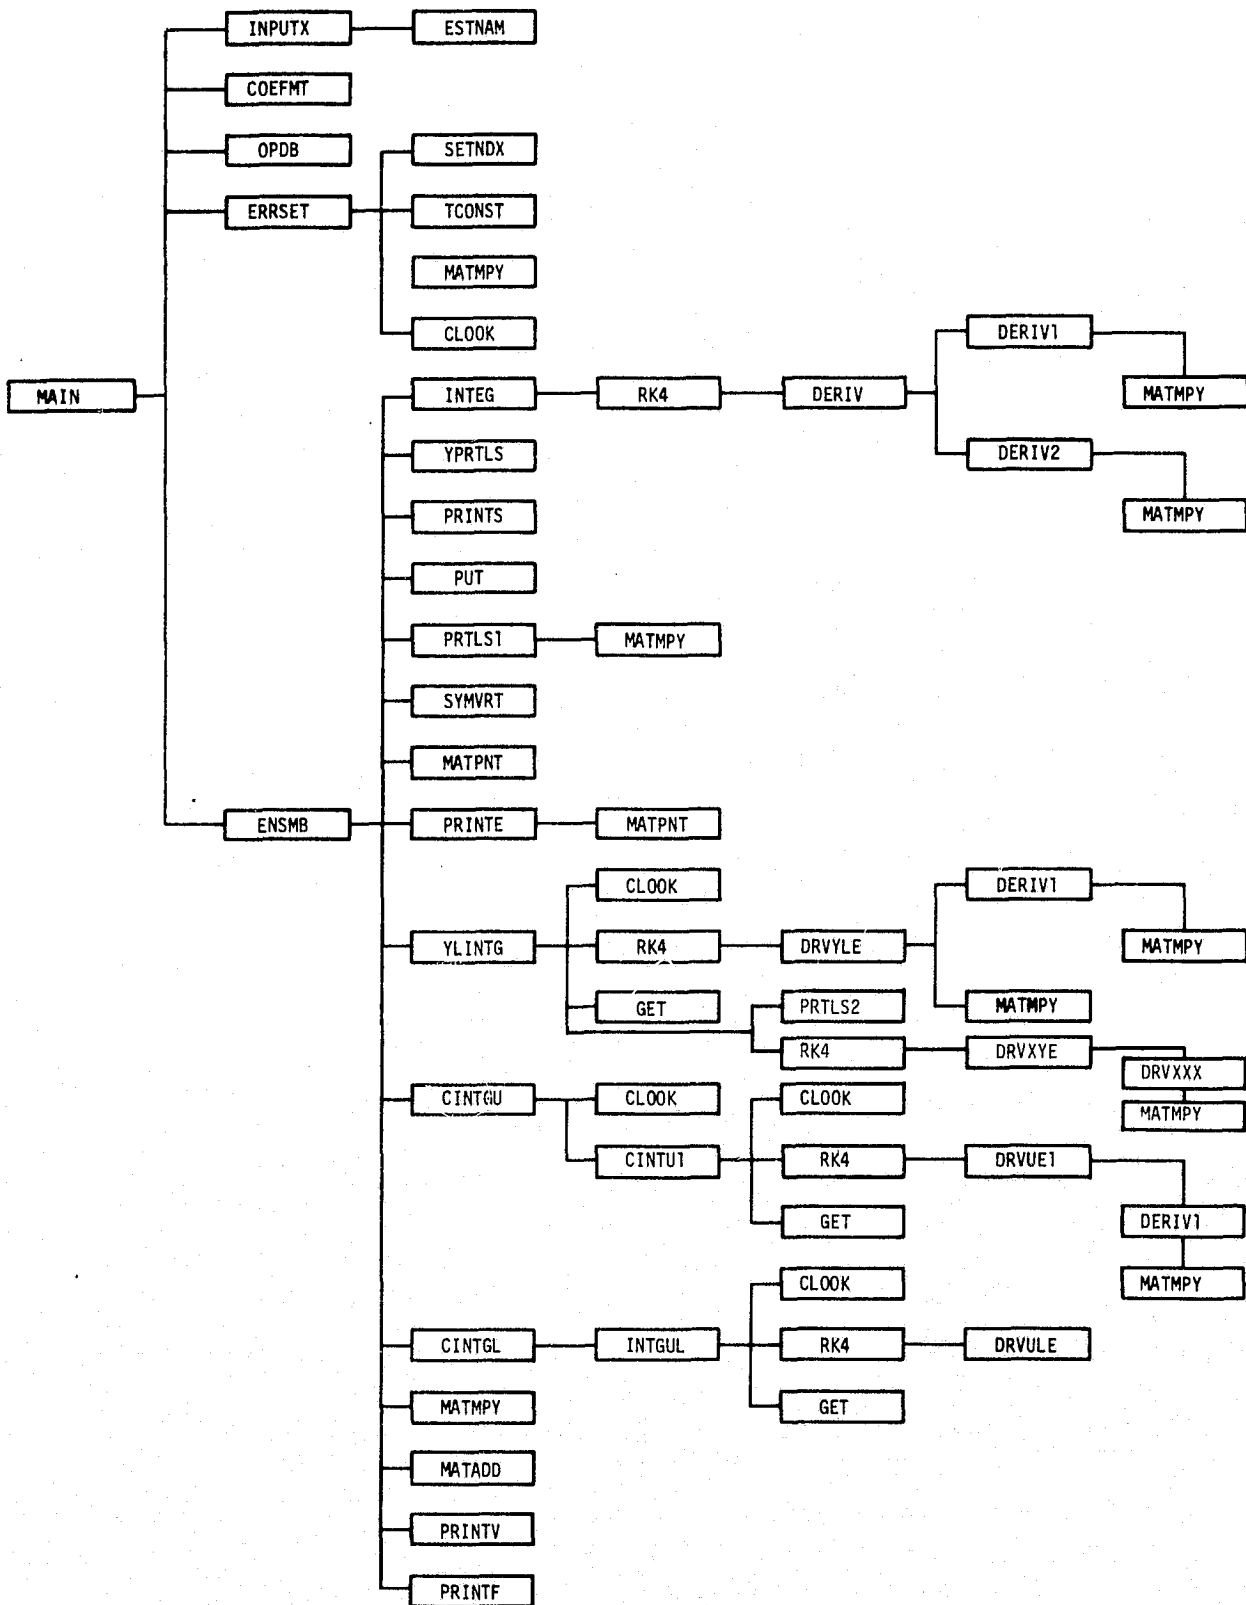 INPUTX ESTNAM
COEFMT
OPDB SETNDX
ERRSET TCONST
MATMPY
CLOOK DERIV1
MAIN INTEG RK4 DERIV MATMPY
YPRTLS DERIV2
PRINTS MATMPY
PUT
PRTLS1 MATMPY
SYMVRT
MATPNT
ENSMB PRINTE MATPNT
CLOOK DERIV1
YLINTG RK4 DRVYLE MATMPY
GET PRTLS2 MATMPY
RK4 DRVXYE DRVXXX
CINTGU CLOOK CLOOK MATMPY
CINTU1 RK4 DRVUE1
GET DERIV1
CLOOK MATMPY
CINTGL INTGUL RK4 DRVULE
MATMPY GET
MATADD
PRINTV
PRINTF